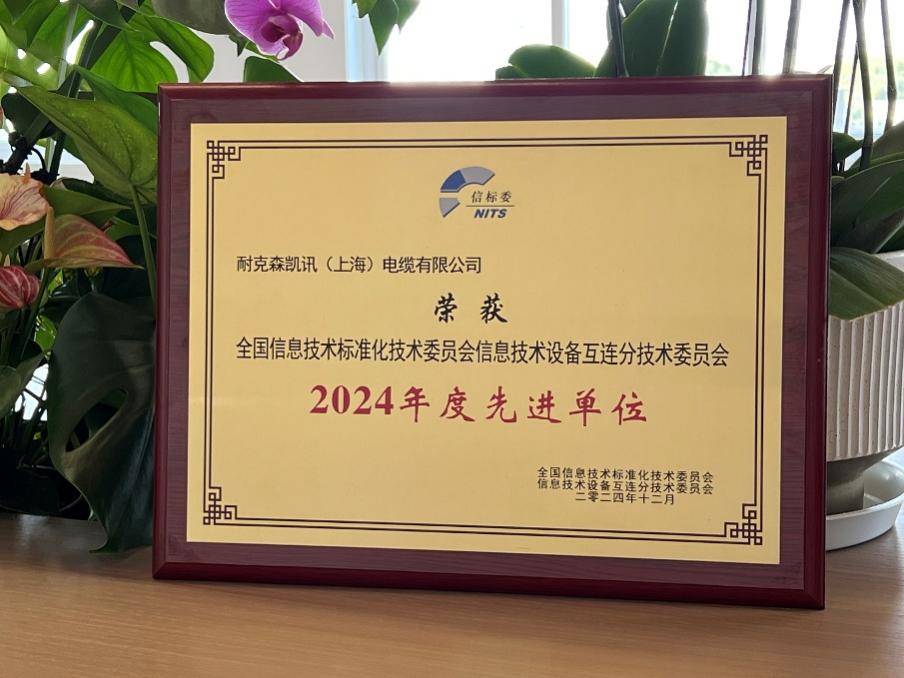 信标委
NITS
耐克森凯讯（上海）电缆有限公司
荣获
全国信息技术标准化技术委员会信息技术设备互连分技术委员会
2024年度先进单位
全国信息技术标准化技术委员会
信息技术设备互连分技术委员会
二零二四年十二月